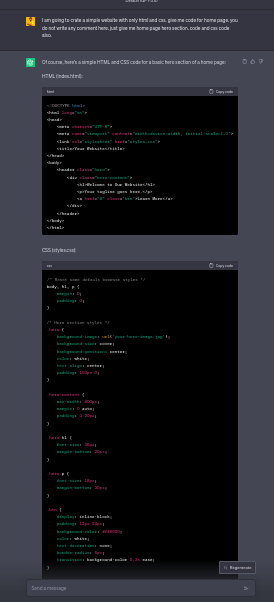 I am going to crate a simple website with only html and css. give me code for home page. you
do not write any comment here. just give me home page hero section. code and css code
also.
Of course, here's a simple HTML and CSS code for a basic hero section of a home page:
HTML (index.html):
html
Copy code
<!DOCTYPE html>
<html lang="en">
<head>
<meta charset="UTF-8">
<meta name="viewport" content="width=device-width, initial-scale=1.0">
<link rel="stylesheet" href="styles.css">
<title>Your Website</title>
</head>
<body>
<header class="hero">
<div class="hero-content">
<h1>Welcome to Our Website</h1>
<p>Your tagline goes here.</p>
<a href="#" class="btn">Learn More</a>
</div>
</header>
</body>
</html>
CSS (styles.css):
css
Copy code
/* Reset some default browser styles */
body, h1, p {
margin: 0;
padding: 0;
}
/* Hero section styles */
.hero {
background-image: url('your-hero-image.jpg');
background-size: cover;
background-position: center;
color: white;
text-align: center;
padding: 100px 0;
}
.hero-content {
max-width: 800px;
margin: 0 auto;
padding: 0 20px;
}
.hero h1 {
font-size: 36px;
margin-bottom: 20px;
}
.hero p {
font-size: 18px;
margin-bottom: 30px;
}
.btn {
display: inline-block;
padding: 10px 20px;
color: white;
text-decoration: none;
border-radius: 5px;
transition: background-color 0.3s ease;
}
Regenerate
Send a message